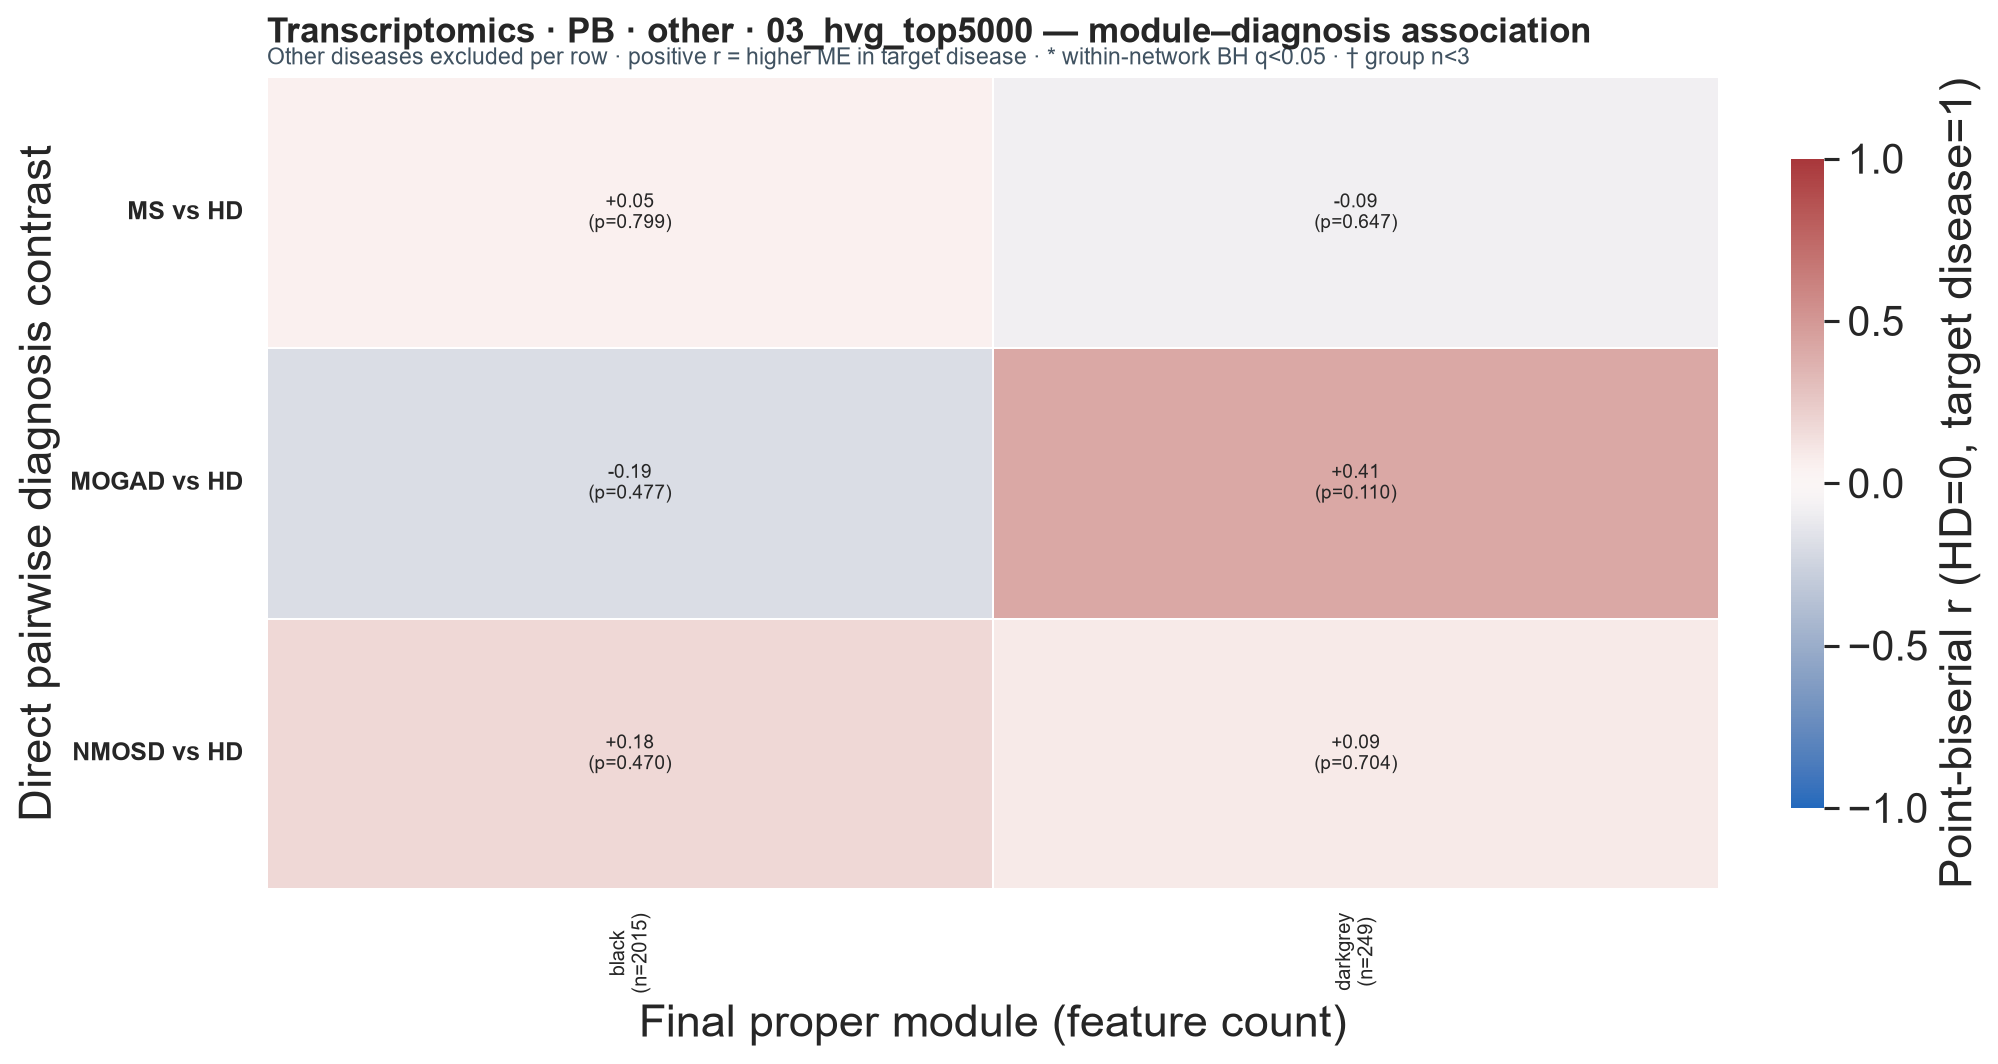 Transcriptomics · PB · other · 03_hvg_top5000 — module–diagnosis association
Other diseases excluded per row · positive r = higher ME in target disease · * within-network BH q<0.05 · † group n<3
Direct pairwise diagnosis contrast
MS vs HD
+0.05
(p=0.799)
-0.09
(p=0.647)
MOGAD vs HD
-0.19
(p=0.477)
+0.41
(p=0.110)
NMOSD vs HD
+0.18
(p=0.470)
+0.09
(p=0.704)
black
(n=2015)
darkgrey
(n=249)
Final proper module (feature count)
1.0
0.5
0.0
−0.5
−1.0
Point-biserial r (HD=0, target disease=1)